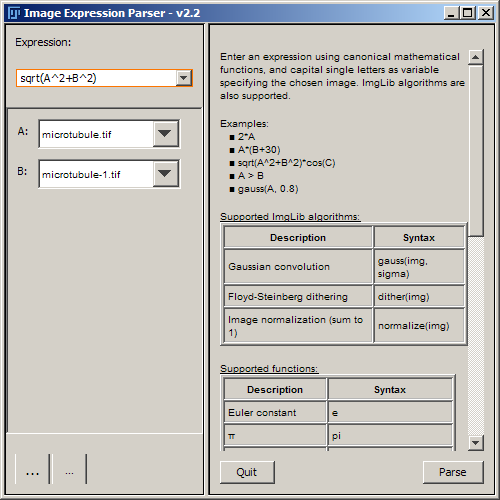 Image Expression Parser - v2.2
Expression:
sqrt(A^2+B^2)
A: microtubule.tif
B: microtubule-1.tif
... ...
Enter an expression using canonical mathematical
functions, and capital single letters as variable
specifying the chosen image. ImgLib algorithms are
also supported.
Examples:
■ 2*A
■ A*(B+30)
■ sqrt(A^2+B^2)*cos(C)
■ A > B
■ gauss(A, 0.8)
Supported ImgLib algorithms:
Description Syntax
Gaussian convolution gauss(img,
sigma)
Floyd-Steinberg dithering dither(img)
Image normalization (sum to
1) normalize(img)
Supported functions:
Description Syntax
Euler constant e
π pi
Quit Parse